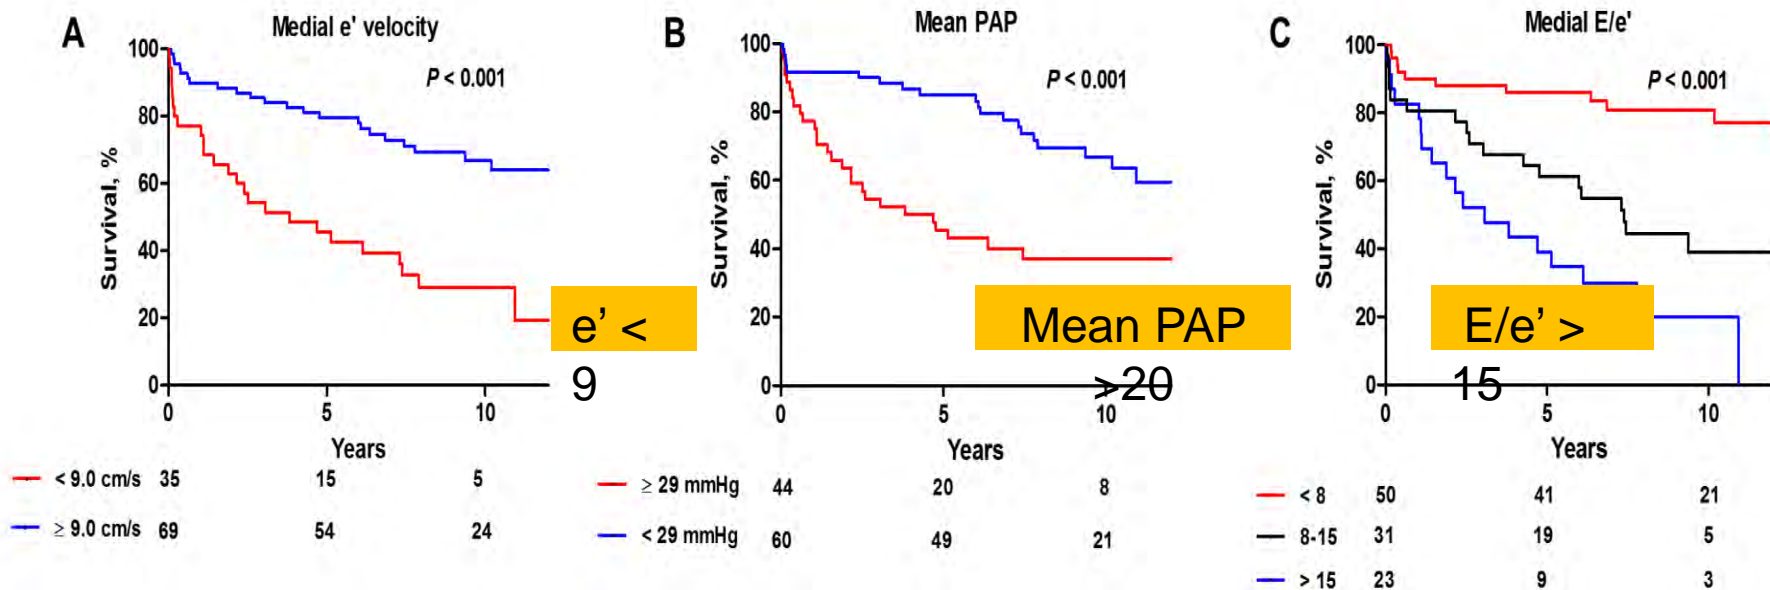 A
Medial e' velocity
P < 0.001
Survival, %
100
80
60
40
20
0
0 5 10
Years
e’ <
9
< 9.0 cm/s 35 15 5
≥ 9.0 cm/s 69 54 24
B
Mean PAP
P < 0.001
Survival, %
100
80
60
40
20
0
0 5 10
Years
Mean PAP
>20
≥ 29 mmHg 44 20 8
< 29 mmHg 60 49 21
C
Medial E/e'
P < 0.001
Survival, %
100
80
60
40
20
0
0 5 10
Years
E/e’ >
15
< 8 50 41 21
8-15 31 19 5
> 15 23 9 3